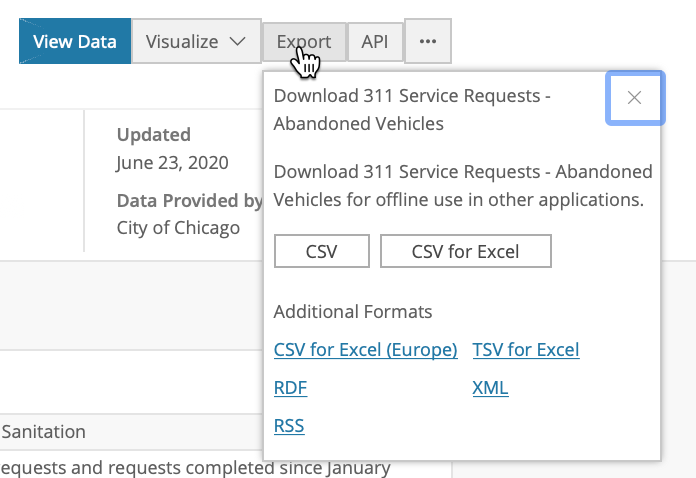 View Data Visualize Export API ...
Download 311 Service Requests -
Abandoned Vehicles
Updated
June 23, 2020
Data Provided by
City of Chicago
Download 311 Service Requests - Abandoned
Vehicles for offline use in other applications.
CSV CSV for Excel
Additional Formats
CSV for Excel (Europe) TSV for Excel
RDF XML
RSS
Sanitation
equests and requests completed since January